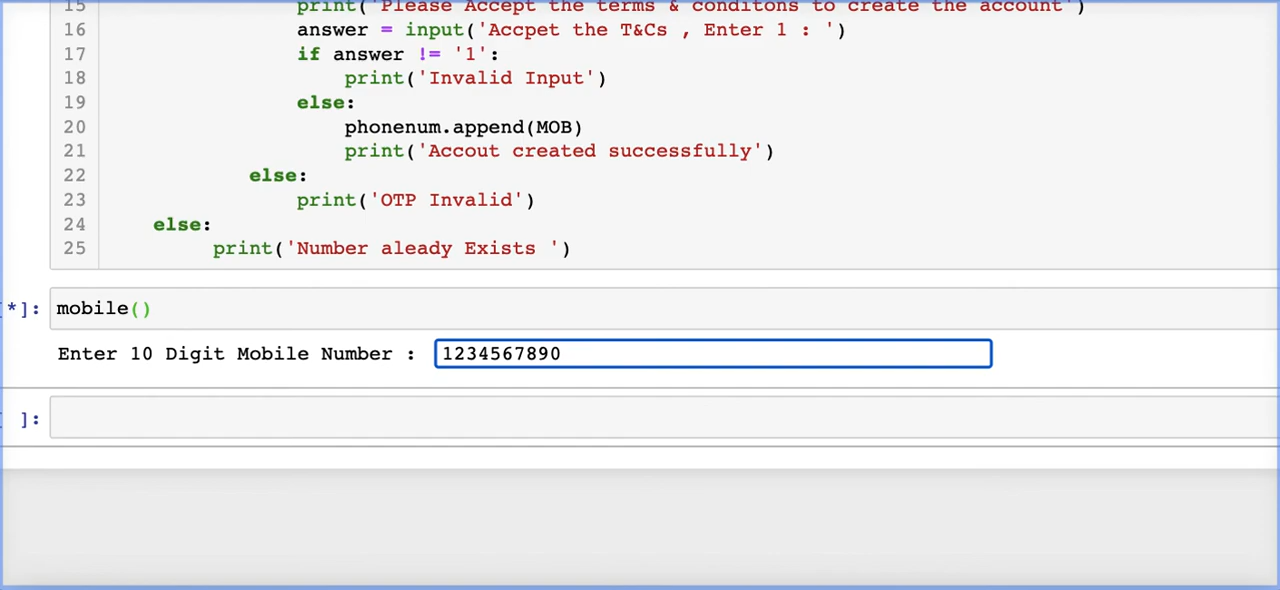 15 print('Please Accept the terms & conditons to create the account')
16 answer = input('Accpet the T&Cs , Enter 1 : ')
17 if answer != '1':
18 print('Invalid Input')
19 else:
20 phonenum.append(MOB)
21 print('Accout created successfully')
22 else:
23 print('OTP Invalid')
24 else:
25 print('Number aleady Exists ')
[*]: mobile()
Enter 10 Digit Mobile Number : 1234567890
[ ]: